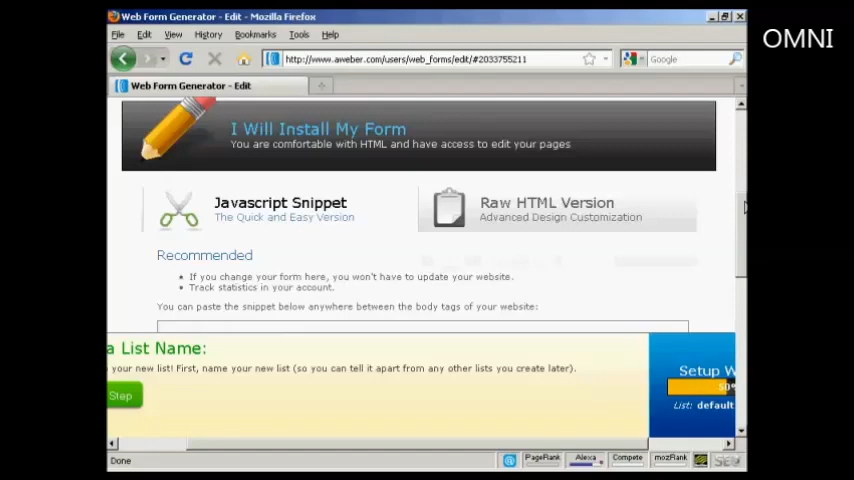 Web Form Generator - Edit - Mozilla Firefox
OMNI
File Edit View History Bookmarks Tools Help
http://www.aweber.com/users/web_forms/edit/#2033755211
Google
Web Form Generator - Edit
I Will Install My Form
You are comfortable with HTML and have access to edit your pages
Javascript Snippet
The Quick and Easy Version
Raw HTML Version
Advanced Design Customization
Recommended
If you change your form here, you won't have to update your website.
Track statistics in your account.
You can paste the snippet below anywhere between the body tags of your website:
a List Name:
your new list! First, name your new list (so you can tell it apart from any other lists you create later).
Step
Setup W
50%
List: default
Done
PageRank
Alexa
Compete
mozRank